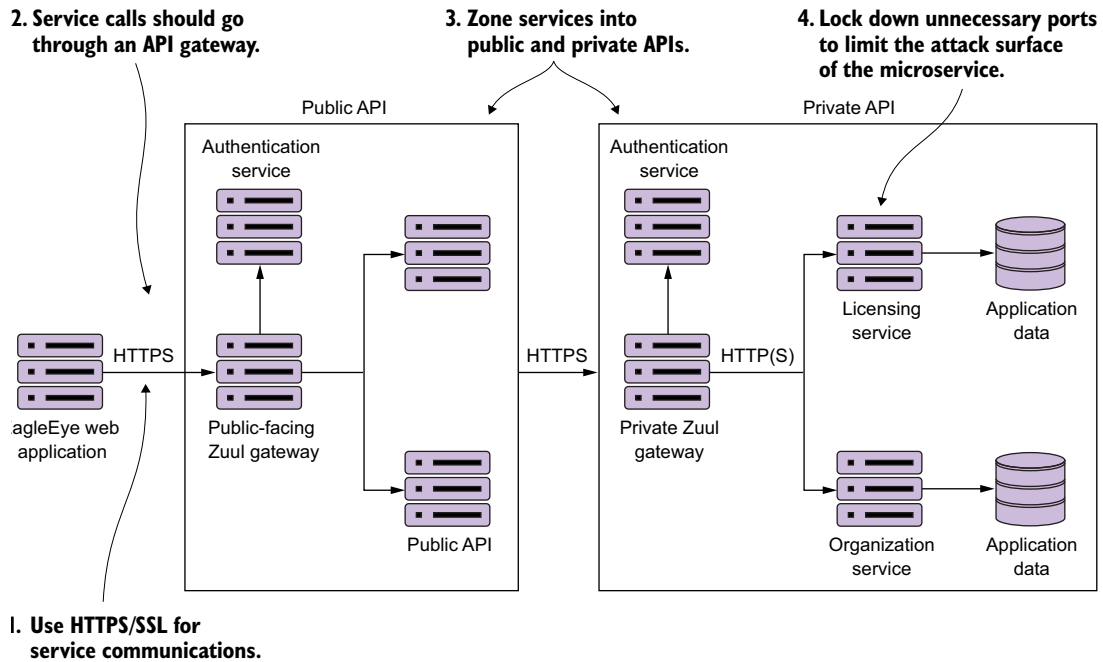 2. Service calls should go
through an API gateway.
3. Zone services into
public and private APIs.
4. Lock down unnecessary ports
to limit the attack surface
of the microservice.
Public API
Private API
Authentication
service
Authentication
service
HTTPS
HTTPS
HTTP(S)
Licensing
service
Application
data
agleEye web
application
Public-facing
Zuul gateway
Private Zuul
gateway
Public API
Organization
service
Application
data
1. Use HTTPS/SSL for
service communications.